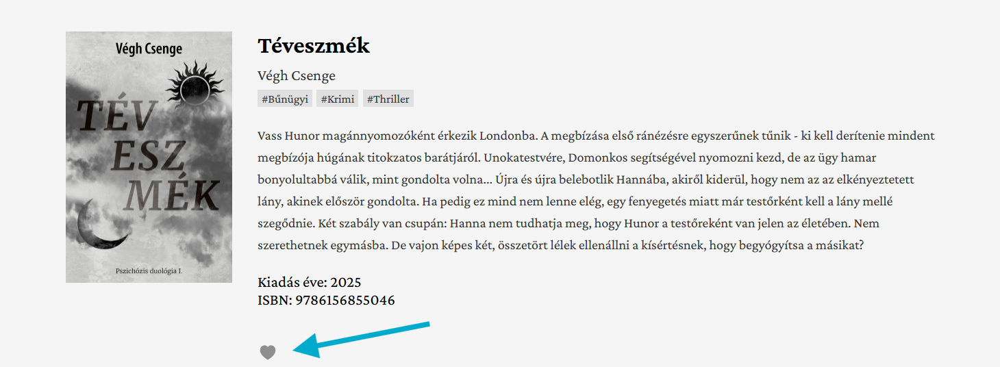 Végh Csenge
TÉV
ESZ
MÉK
Pszichózis duológia I.
Téveszmék
Végh Csenge
#Bűnügyi #Krimi #Thriller
Vass Hunor magánnyomozóként érkezik Londonba. A megbízása első ránézésre egyszerűnek tűnik - ki kell derítenie mindent
megbízója húgának titokzatos barátjáról. Unokatestvére, Domonkos segítségével nyomozni kezd, de az ügy hamar
bonyolultabbá válik, mint gondolta volna... Újra és újra belebotlik Hannába, akiről kiderül, hogy nem az az elkényeztetett
lány, akinek először gondolta. Ha pedig ez mind nem lenne elég, egy fenyegetés miatt már testőrként kell a lány mellé
szegődnie. Két szabály van csupán: Hanna nem tudhatja meg, hogy Hunor a testőreként van jelen az életében. Nem
szerethetnek egymásba. De vajon képes két, összetört lélek ellenállni a kísértésnek, hogy begyógyítsa a másikat?
Kiadás éve: 2025
ISBN: 9786156855046